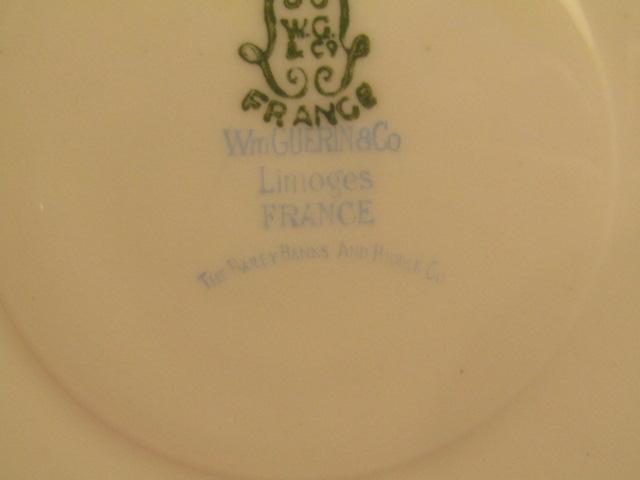 W.G.
& Co
FRANCE
Wm GUERIN & Co
Limoges
FRANCE
THE BAILEY BANKS AND BIDDLE Co